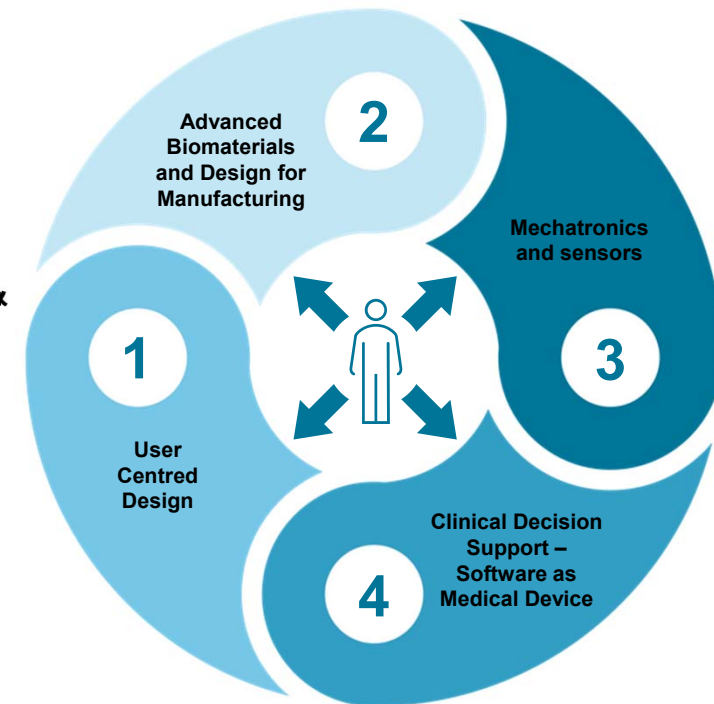 2
Advanced
Biomaterials
and Design for
Manufacturing
Mechatronics
and sensors
3
1
User
Centred
Design
Clinical Decision
Support –
Software as
Medical Device
4